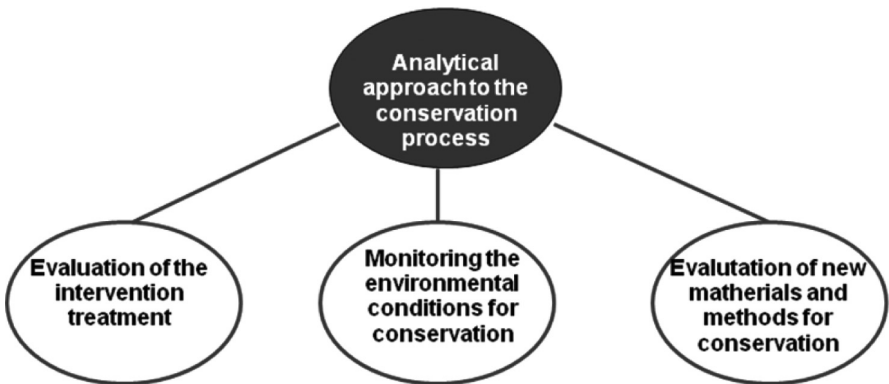 Analytical
approach to the
conservation
process
Evaluation of the
intervention
treatment
Monitoring the
environmental
conditions for
conservation
Evalutation of new
matherials and
methods for
conservation